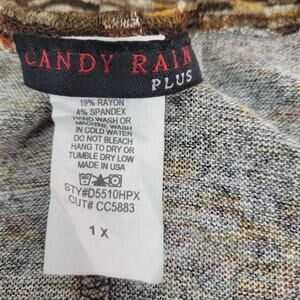 CANDY RAIN
PLUS
19% RAYON
4% SPANDEX
HAND WASH OR
MACHINE WASH
IN COLD WATER
DO NOT BLEACH
HANG TO DRY OR
TUMBLE DRY LOW
MADE IN USA
STY#D5510HPX
CUT# CC5883
1 X